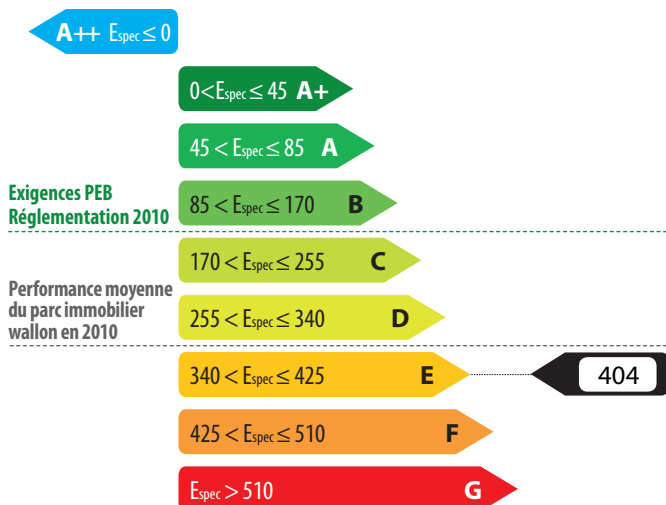 A++ Espec ≤ 0
0<Espec ≤ 45 A+
45 < Espec ≤ 85 A
Exigences PEB
Réglementation 2010
85 < Espec ≤ 170 B
170 < Espec ≤ 255 C
Performance moyenne
du parc immobilier
wallon en 2010
255 < Espec ≤ 340 D
340 < Espec ≤ 425 E
404
425 < Espec ≤ 510 F
Espec > 510 G